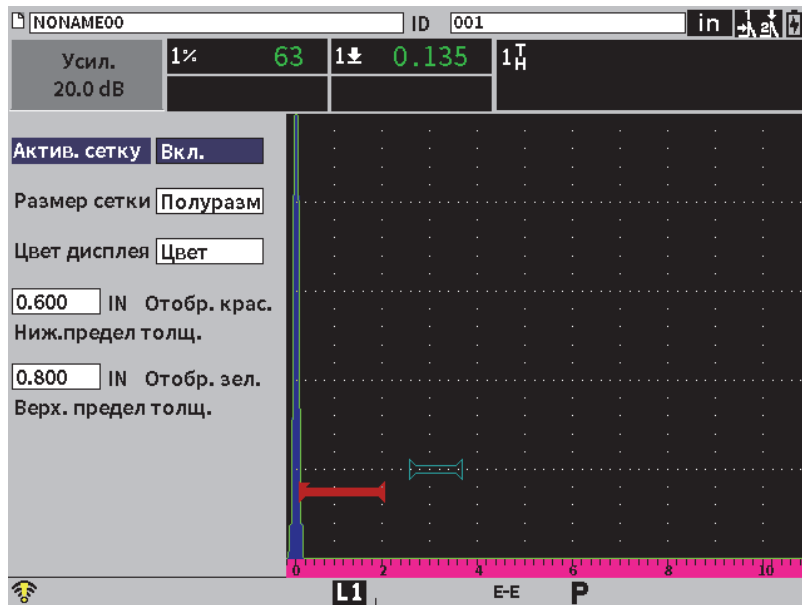 NONAME00 ID 001 in
Усил. 1% 63 1 0.135 1 T H
20.0 dB
Актив. сетку Вкл.
Размер сетки Полуразм
Цвет дисплея Цвет
0.600 IN Отобр. крас.
Ниж.предел толщ.
0.800 IN Отобр. зел.
Верх. предел толщ.
0 2 4 6 8 10
L1 E-E P